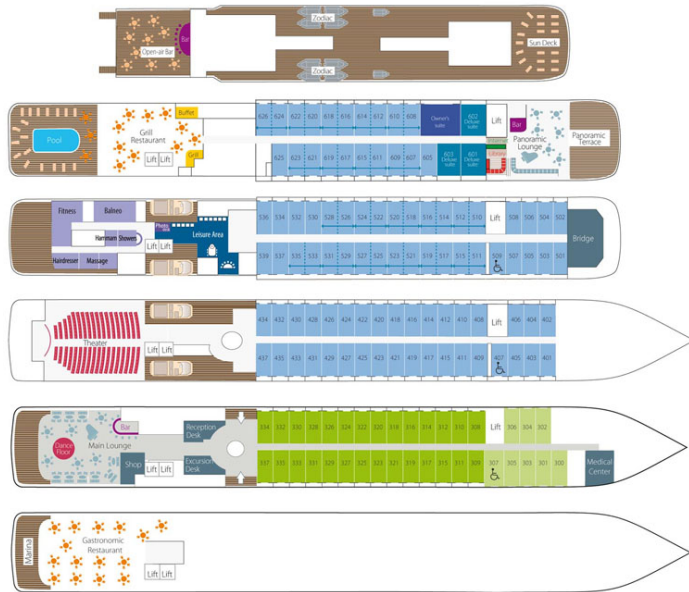 Zodiac
Open-air Bar
Bar
Sun Deck
Zodiac
Pool
Grill
Restaurant
Buffet
Lift
Lift
Grill
626 624 622 620 618 616 614 612 610 608
Owner's
suite
602
Deluxe
suite
Lift
Bar
Panoramic
Lounge
Panoramic
Terrace
625 623 621 619 617 615 611 609 607 605
603
Deluxe
suite
601
Deluxe
suite
Fitness
Balneo
Hammam
Showers
Hairdresser
Massage
Lift
Lift
Leisure Area
536 534 532 530 528 526 524 522 520 518 516 514 512 510
Lift
508 506 504 502
Bridge
539 537 535 533 531 529 527 525 523 521 519 517 515 511
509
507 505 503 501
Theater
Lift
Lift
434 432 430 428 426 424 422 420 418 416 414 412 410 408
Lift
406 404 402
437 435 433 431 429 427 425 423 421 419 417 415 411 409
407
405 403 401
Dance
Floor
Main Lounge
Bar
Shop
Lift
Lift
Reception
Desk
Excursion
Desk
334 332 330 328 326 324 322 320 318 316 314 312 310 308
Lift
306 304 302
337 335 333 331 329 327 325 323 321 319 317 315 311 309
307
305 303 301 300
Medical
Center
Marina
Gastronomic
Restaurant
Lift
Lift